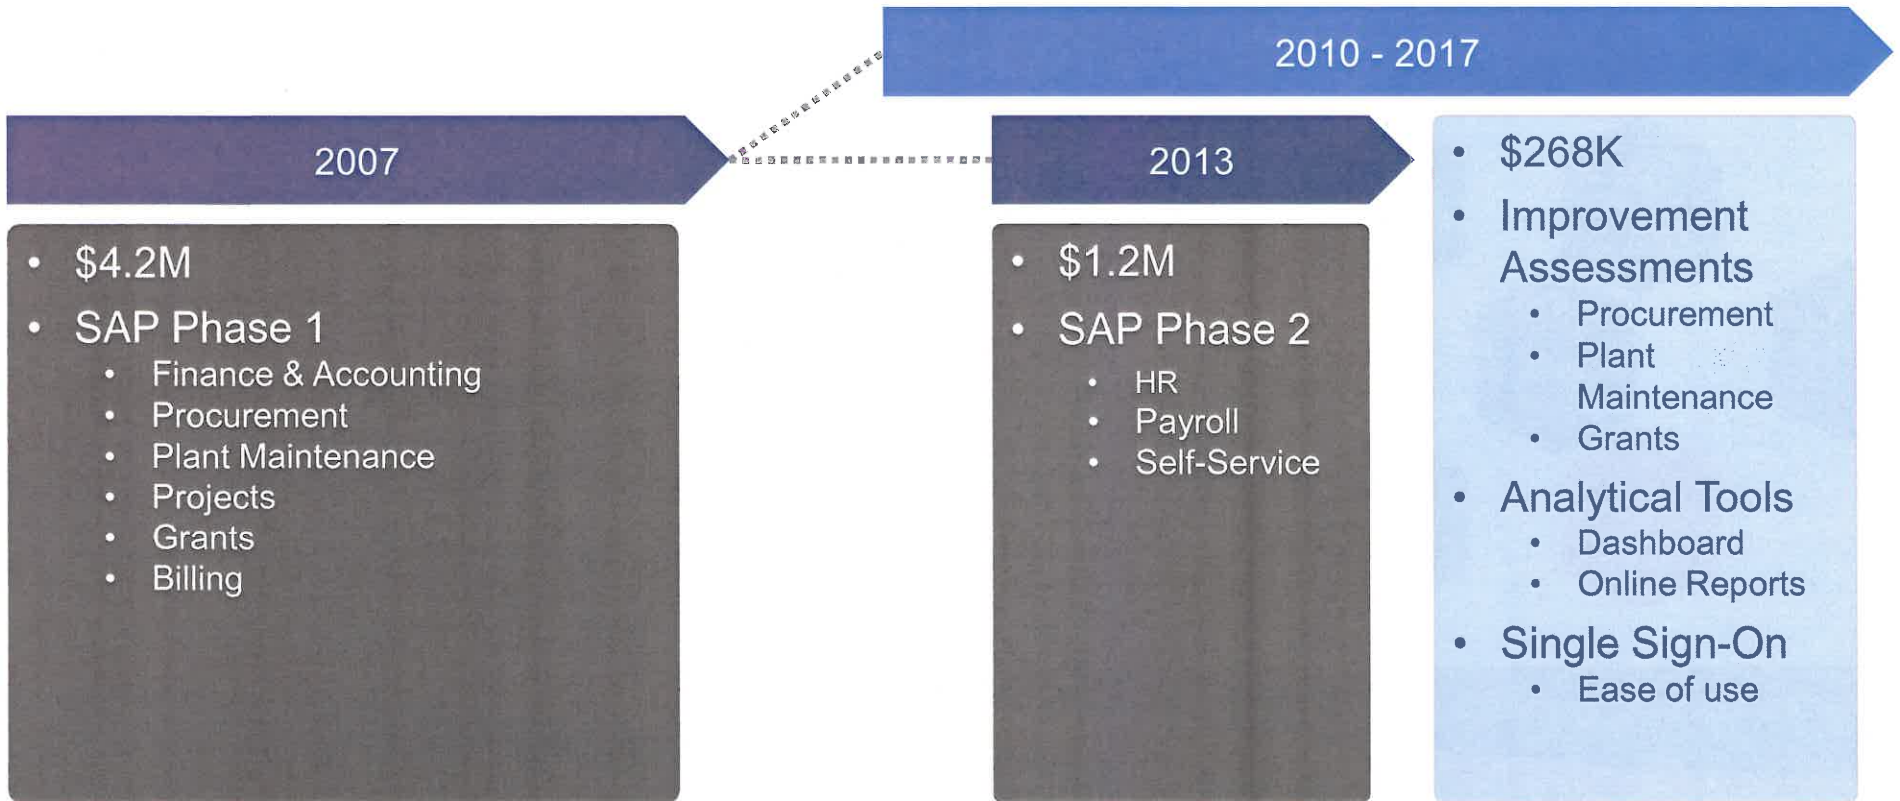 2010 - 2017
2007
2013
• $4.2M
• SAP Phase 1
• Finance & Accounting
• Procurement
• Plant Maintenance
• Projects
• Grants
• Billing
• $1.2M
• SAP Phase 2
• HR
• Payroll
• Self-Service
• $268K
• Improvement
Assessments
• Procurement
• Plant
Maintenance
• Grants
• Analytical Tools
• Dashboard
• Online Reports
• Single Sign-On
• Ease of use